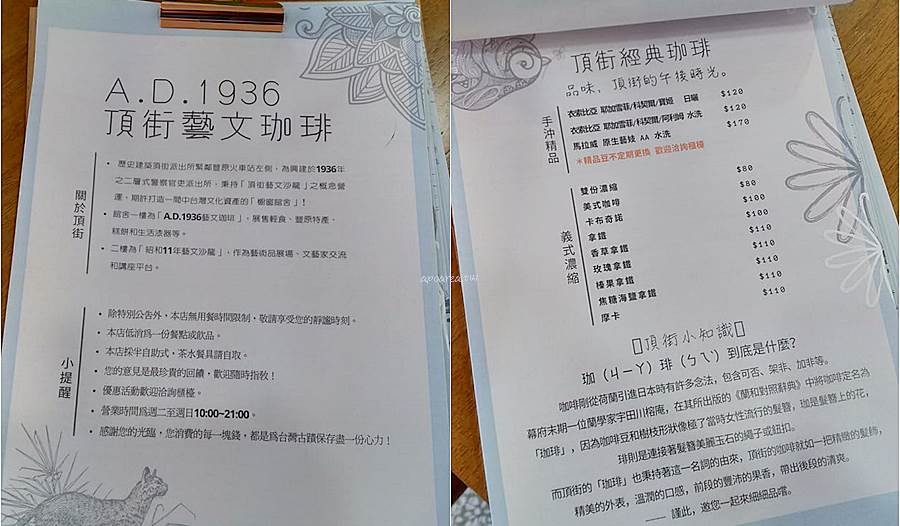 A.D.1936
頂街藝文珈琲
關於頂街
• 歷史建築頂街派出所緊鄰豐原火車站左側，為興建於1936年
之二層式警察官吏派出所，秉持「頂街藝文沙龍」之概念營
運，期許打造一間中台灣文化資產的「櫥窗館舍」！
• 館舍一樓為「A.D.1936藝文珈琲」，展售輕食、豐原特產、
糕餅和生活漆器等。
• 二樓為「昭和11年藝文沙龍」，作為藝術品展場、文藝家交流
和講座平台。
小提醒
• 除特別公告外，本店無用餐時間限制，敬請享受您的靜謐時刻。
• 本店低消為一份餐點或飲品。
• 本店採半自助式，茶水餐具請自取。
• 您的意見是最珍貴的回饋，歡迎隨時指教！
• 優惠活動歡迎洽詢櫃檯。
• 營業時間為週二至週日10:00~21:00。
• 感謝您的光臨，您消費的每一塊錢，都是為台灣古蹟保存盡一份心力！
頂街經典珈琲
品味，頂街的午後時光。
手沖精品
衣索比亞 耶加雪菲/科契爾/寶姬 日曬 $120
衣索比亞 耶加雪菲/科契爾/阿利姆 水洗 $120
馬拉威 原生藝妓 AA 水洗 $170
＊精品豆不定期更換 歡迎洽詢櫃檯
義式濃縮
雙份濃縮 $80
美式咖啡 $80
卡布奇諾 $100
拿鐵 $100
香草拿鐵 $110
玫瑰拿鐵 $110
榛果拿鐵 $110
焦糖海鹽拿鐵 $110
摩卡 $110
頂街小知識
珈（ㄐㄧㄚ）琲（ㄅㄟˋ）到底是什麼?
咖啡剛從荷蘭引進日本時有許多念法，包含可否、架非、加非等。
幕府末期一位蘭學家宇田川榕庵，在其所出版的《蘭和對照辭典》中將咖啡定名為
「珈琲」，因為咖啡豆和樹枝形狀像極了當時女性流行的髮簪，珈是髮簪上的花，
琲則是連接著髮簪美麗玉石的繩子或鈕扣。
而頂街的「珈琲」也秉持著這一名詞的由來，頂街的咖啡就如一把精緻的髮飾，
精美的外表，溫潤的口感，前段的豐沛的果香，帶出後段的清爽。
—— 謹此，邀您一起來細細品嚐。